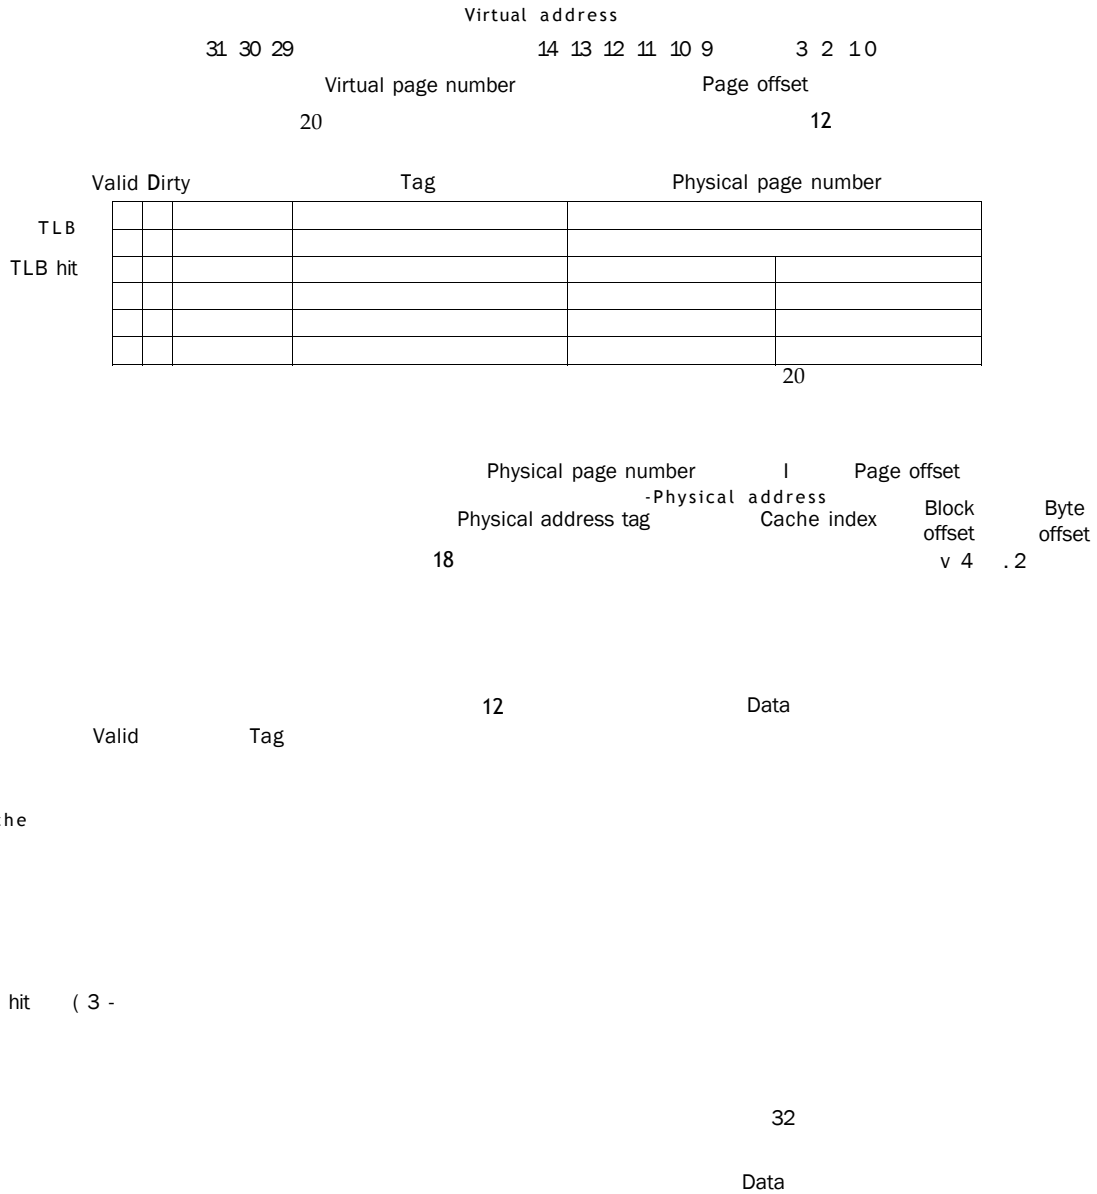 Virtual address
31 30 29 14 13 12 11 10 9 3 2 1 0
Virtual page number Page offset
20 12
Valid Dirty Tag Physical page number
TLB
TLB hit
20
Physical page number I Page offset
-Physical address
Physical address tag Cache index Block offset Byte offset
18 v 4 . 2
12 Data
Valid Tag
he
hit ( 3 -
32
Data